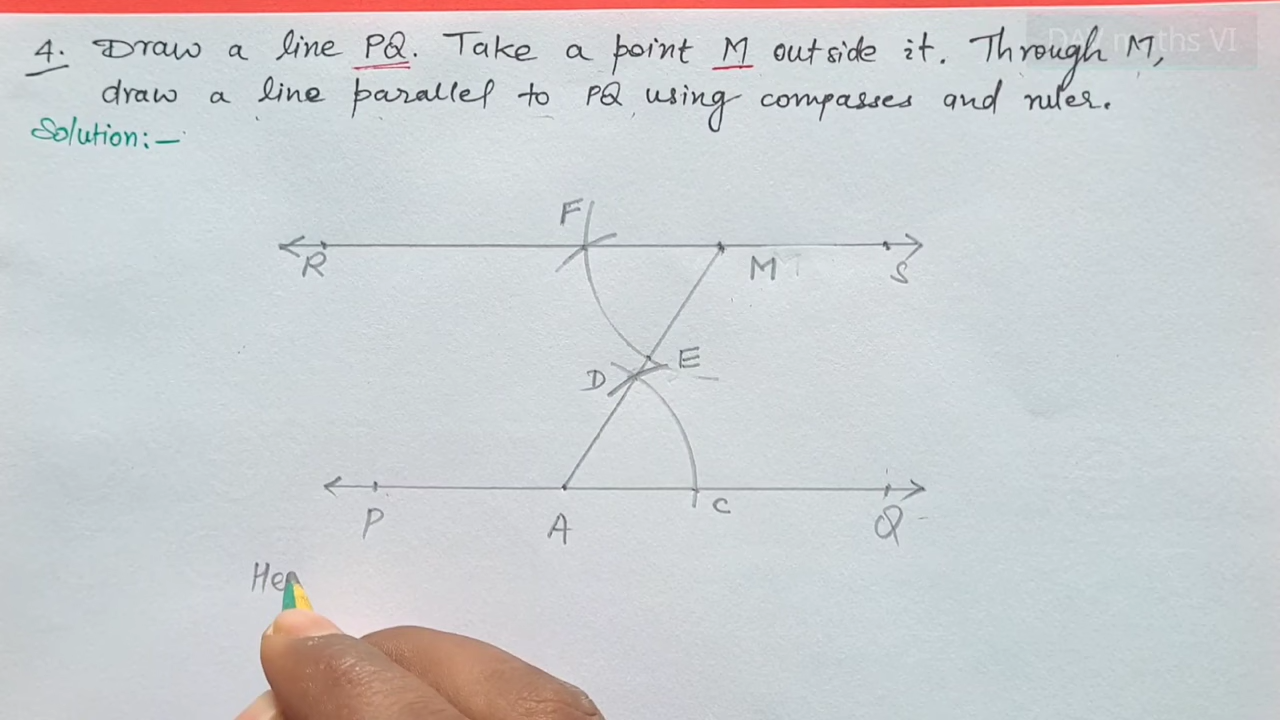 4. Draw a line PQ. Take a point M outside it. Through M,
draw a line parallel to PQ using compasses and ruler.
Solution:-
F
R
M
S
E
D
C
P
A
Q
He